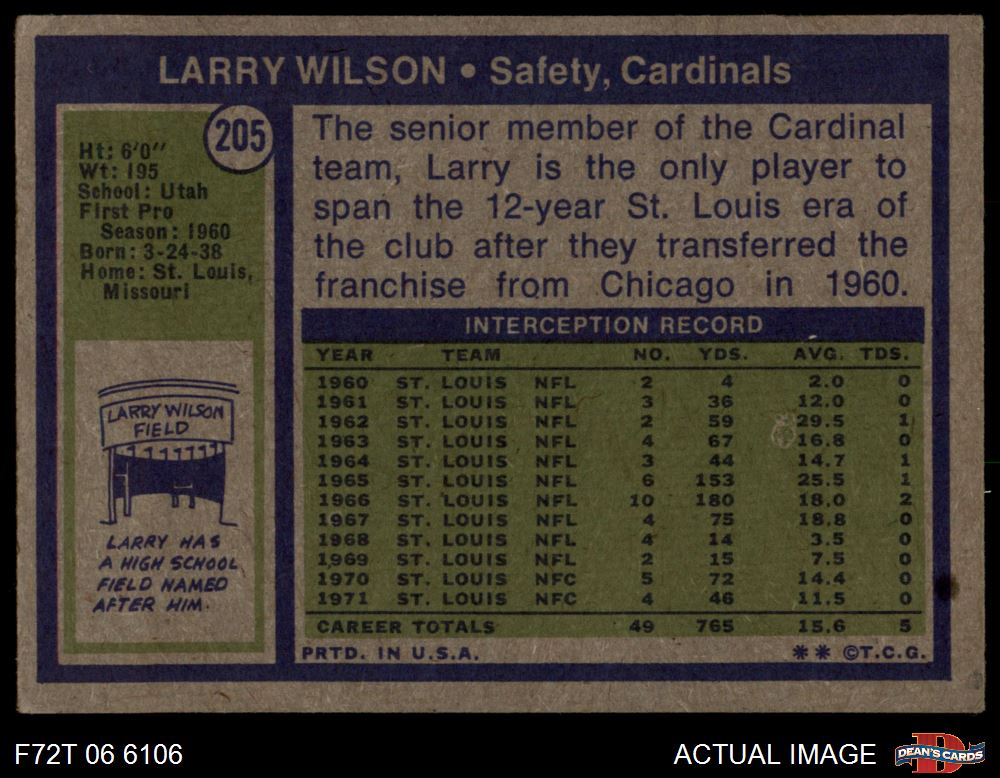 LARRY WILSON • Safety, Cardinals
205
Ht: 6'0"
Wt: 195
School: Utah
First Pro
Season: 1960
Born: 3-24-38
Home: St. Louis,
Missouri
LARRY WILSON
FIELD
LARRY HAS
A HIGH SCHOOL
FIELD NAMED
AFTER HIM.
The senior member of the Cardinal
team, Larry is the only player to
span the 12-year St. Louis era of
the club after they transferred the
franchise from Chicago in 1960.
INTERCEPTION RECORD
YEAR TEAM NO. YDS. AVG. TDS.
1960 ST. LOUIS NFL 2 4 2.0 0
1961 ST. LOUIS NFL 3 36 12.0 0
1962 ST. LOUIS NFL 2 59 29.5 1
1963 ST. LOUIS NFL 4 67 16.8 0
1964 ST. LOUIS NFL 3 44 14.7 1
1965 ST. LOUIS NFL 6 153 25.5 1
1966 ST. LOUIS NFL 10 180 18.0 2
1967 ST. LOUIS NFL 4 75 18.8 0
1968 ST. LOUIS NFL 4 14 3.5 0
1969 ST. LOUIS NFL 2 15 7.5 0
1970 ST. LOUIS NFC 5 72 14.4 0
1971 ST. LOUIS NFC 4 46 11.5 0
CAREER TOTALS 49 765 15.6 5
PRTD. IN U.S.A. ** ©T.C.G.
F72T 06 6106 ACTUAL IMAGE
D
DEAN'S CARDS